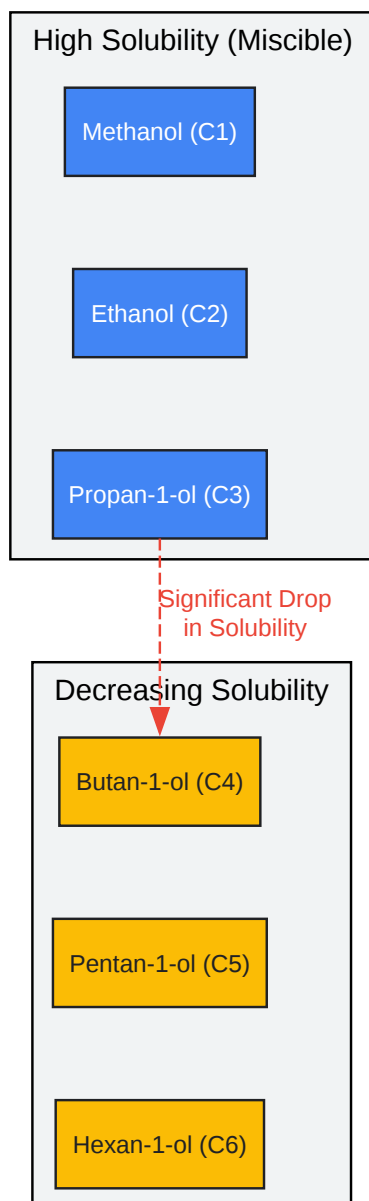 High Solubility (Miscible)
Methanol (C1)
Ethanol (C2)
Propan-1-ol (C3)
Significant Drop
in Solubility
Decreasing Solubility
Butan-1-ol (C4)
Pentan-1-ol (C5)
Hexan-1-ol (C6)